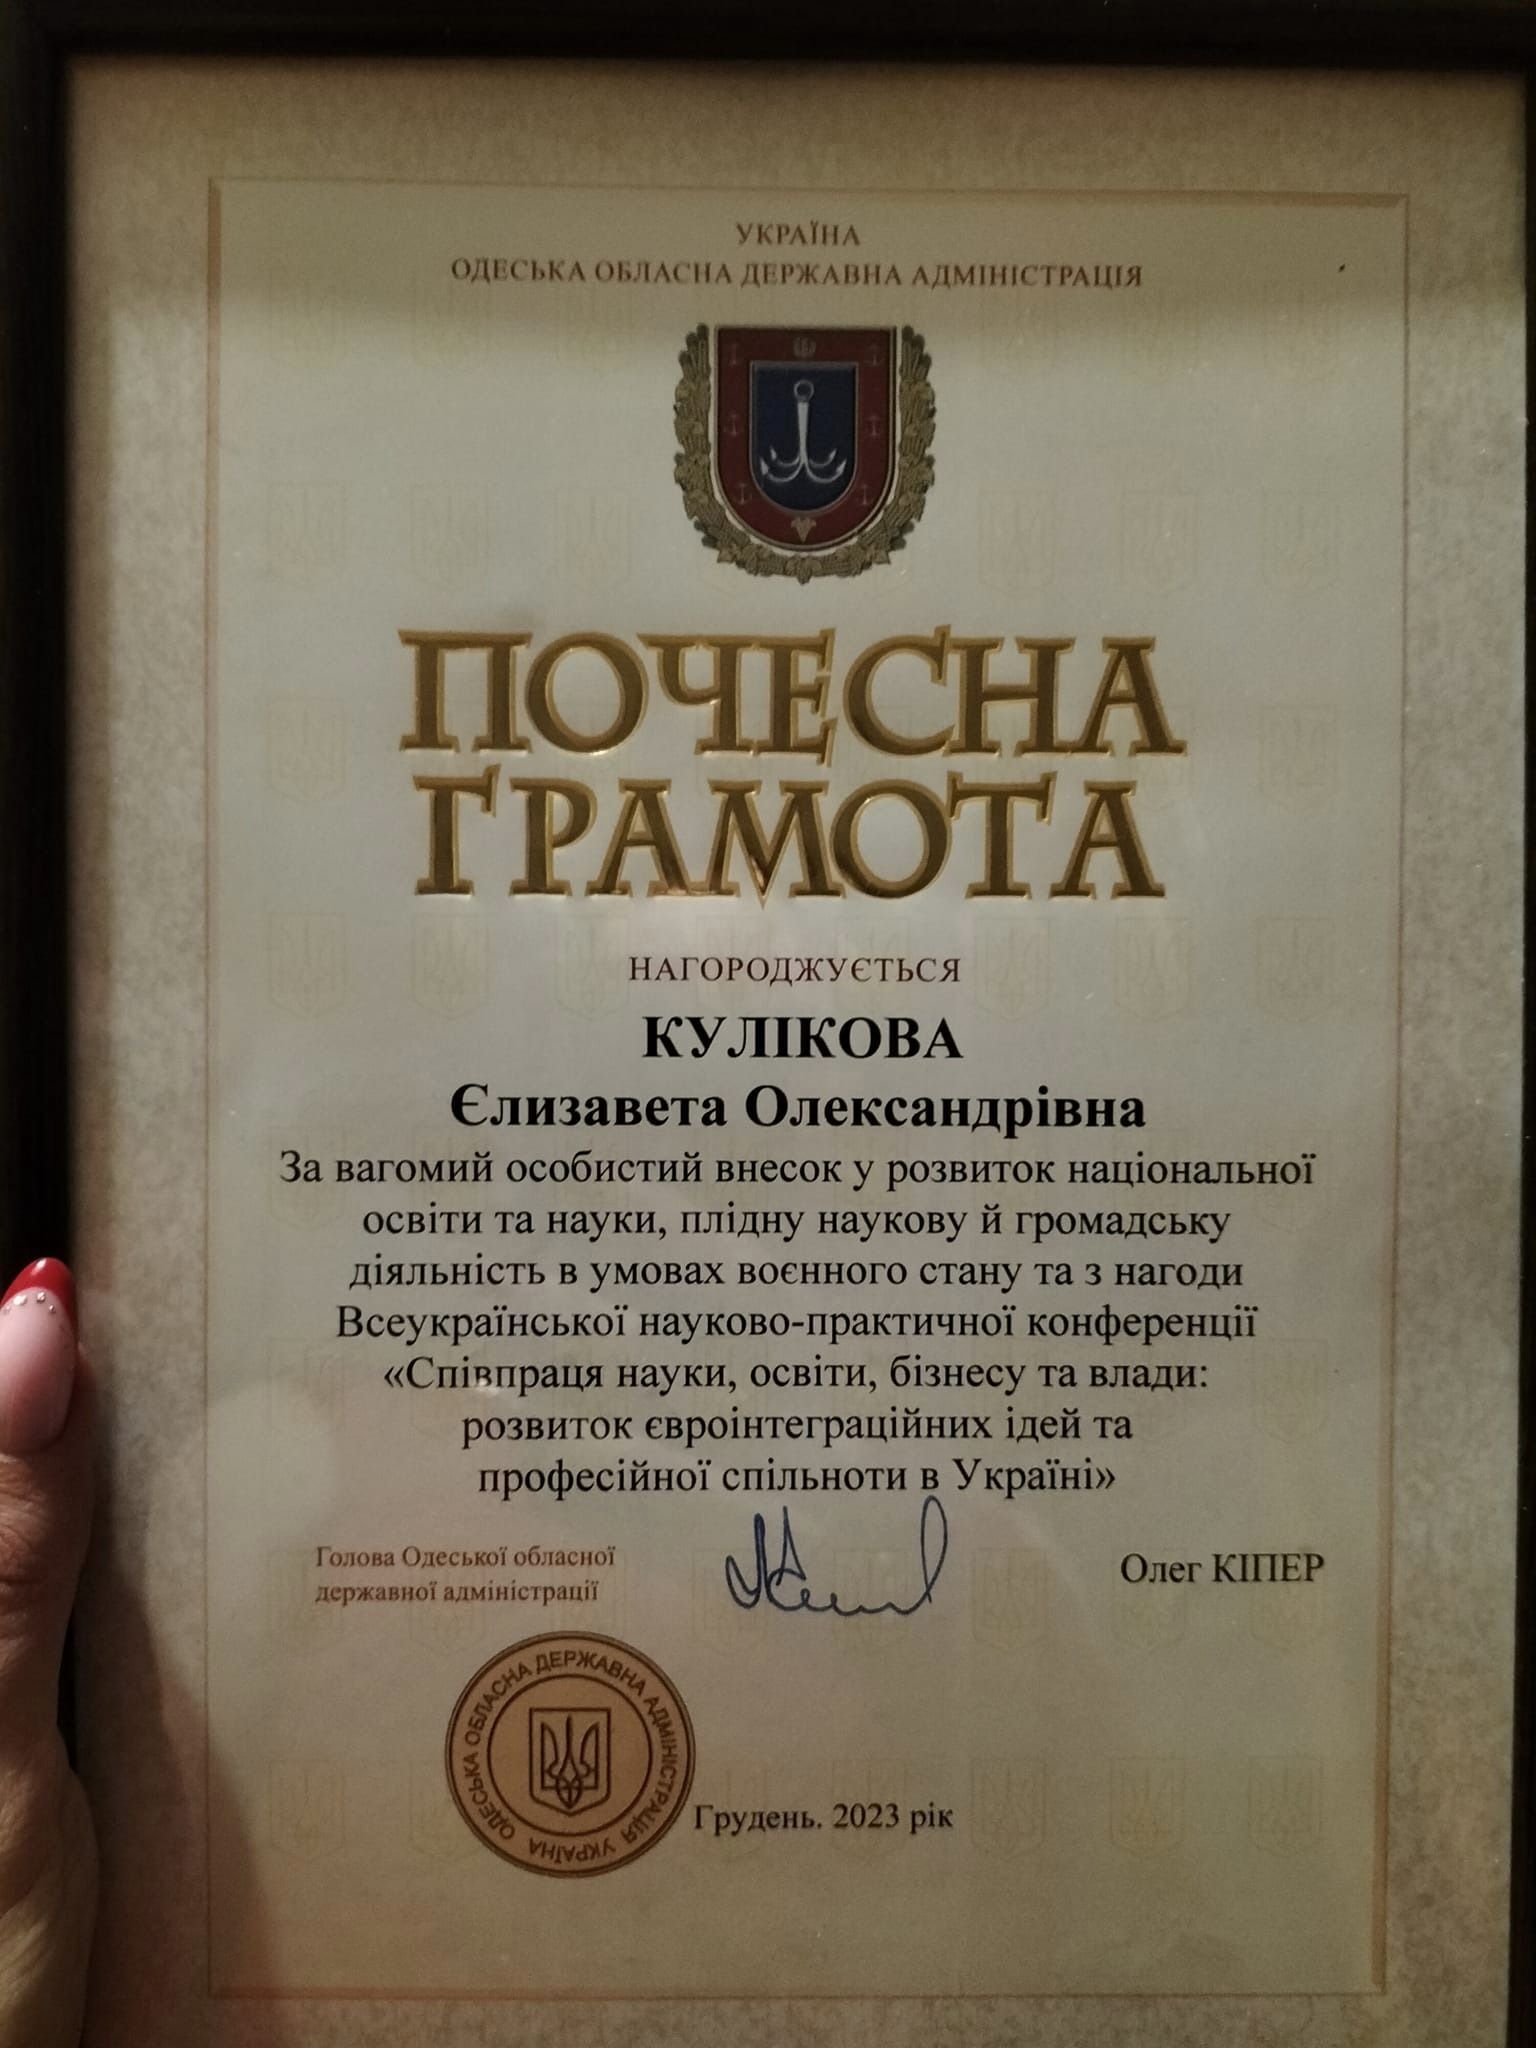 УКРАЇНА
ОДЕСЬКА ОБЛАСНА ДЕРЖАВНА АДМІНІСТРАЦІЯ
ПОЧЕСНА
ГРАМОТА
НАГОРОДЖУЄТЬСЯ
КУЛІКОВА
Єлизавета Олександрівна
За вагомий особистий внесок у розвиток національної
освіти та науки, плідну наукову й громадську
діяльність в умовах воєнного стану та з нагоди
Всеукраїнської науково-практичної конференції
«Співпраця науки, освіти, бізнесу та влади:
розвиток євроінтеграційних ідей та
професійної спільноти в Україні»
Голова Одеської обласної
державної адміністрації
Олег КІПЕР
ОДЕСЬКА ОБЛАСНА ДЕРЖАВНА АДМІНІСТРАЦІЯ УКРАЇНА
Грудень. 2023 рік